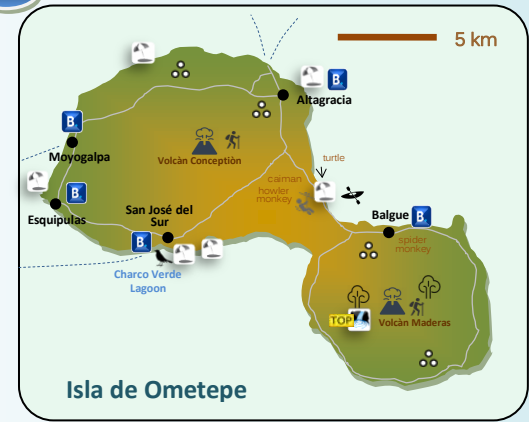 5 km
B.
Altagracia
B.
Moyogalpa
Volcàn Conceptiòn
turtle
caiman
howler
monkey
B.
Esquipulas
San José del
Sur
Balgue
B.
spider
monkey
B.
Charco Verde
Lagoon
TOP
Volcàn Maderas
Isla de Ometepe